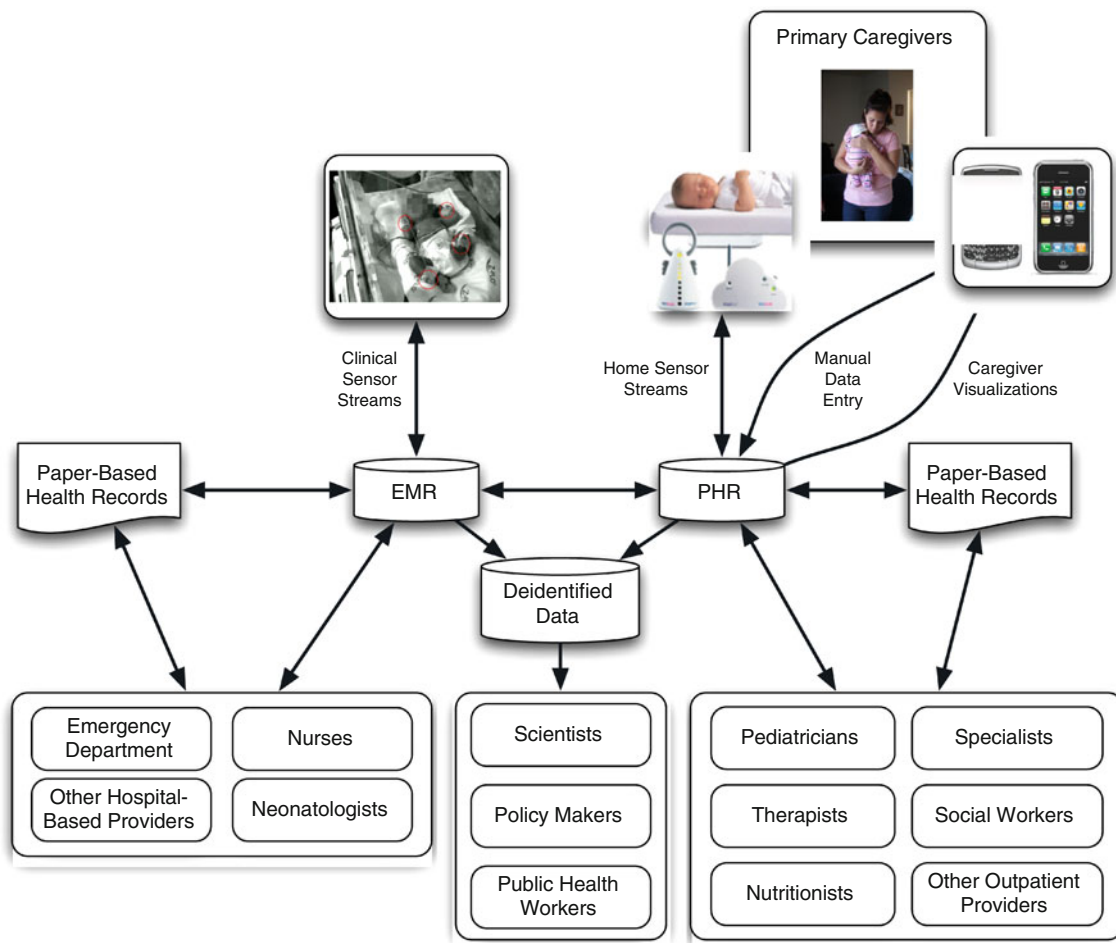 Primary Caregivers
Clinical
Sensor
Streams
Home Sensor
Streams
Manual
Data
Entry
Caregiver
Visualizations
Paper-Based
Health Records
EMR
PHR
Paper-Based
Health Records
Deidentified
Data
Emergency
Department
Nurses
Other Hospital-
Based Providers
Neonatologists
Scientists
Policy Makers
Public Health
Workers
Pediatricians
Specialists
Therapists
Social Workers
Nutritionists
Other Outpatient
Providers